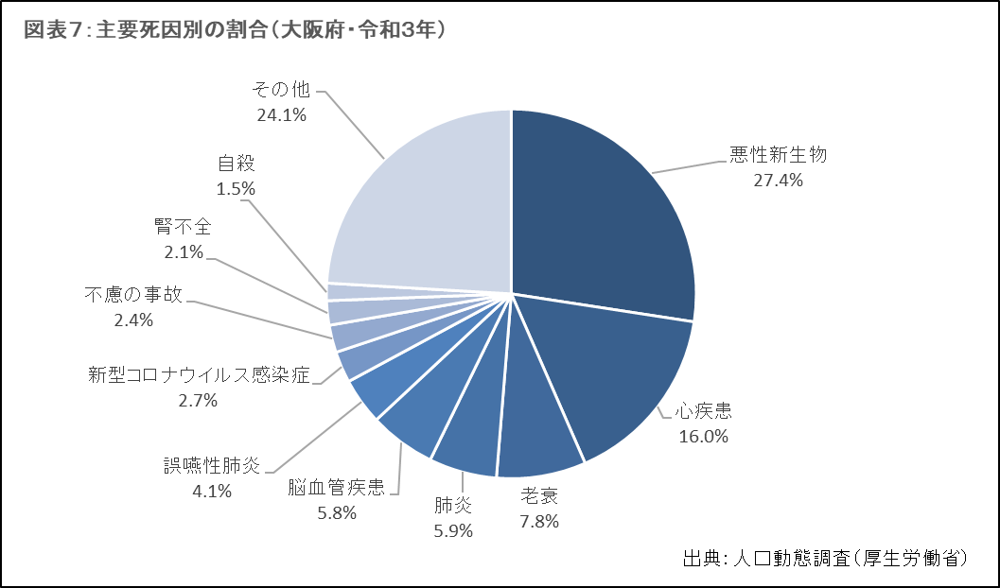 図表７：主要死因別の割合（大阪府・令和３年）
悪性新生物
27.4%
心疾患
16.0%
老衰
7.8%
肺炎
5.9%
脳血管疾患
5.8%
誤嚥性肺炎
4.1%
新型コロナウイルス感染症
2.7%
不慮の事故
2.4%
腎不全
2.1%
自殺
1.5%
その他
24.1%
出典：人口動態調査（厚生労働省）